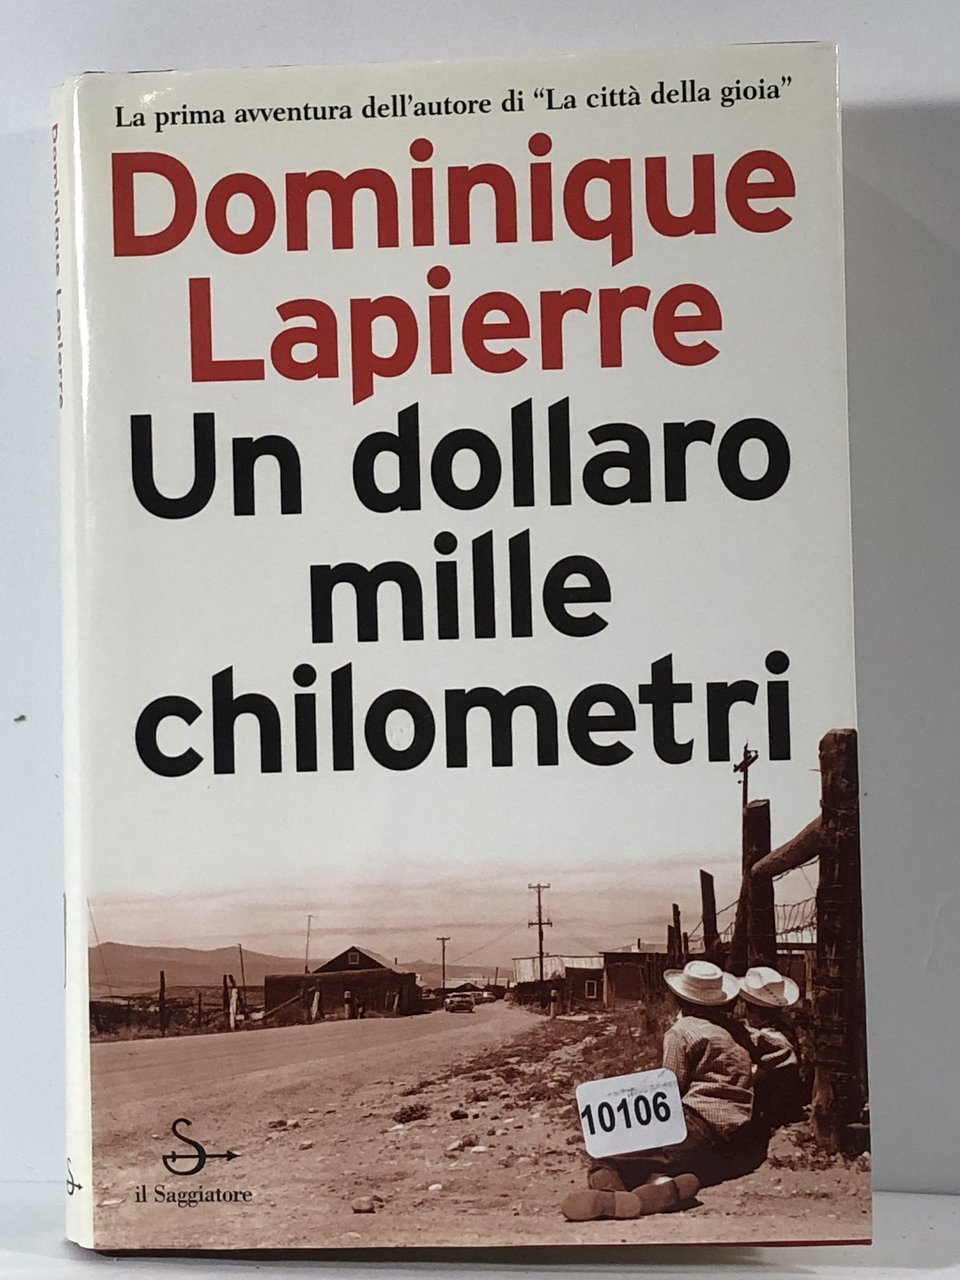 La prima avventura dell'autore di “La città della gioia”
Dominique
Lapierre
Un dollaro
mille
chilometri
10106
il Saggiatore
Dominique Lapierre